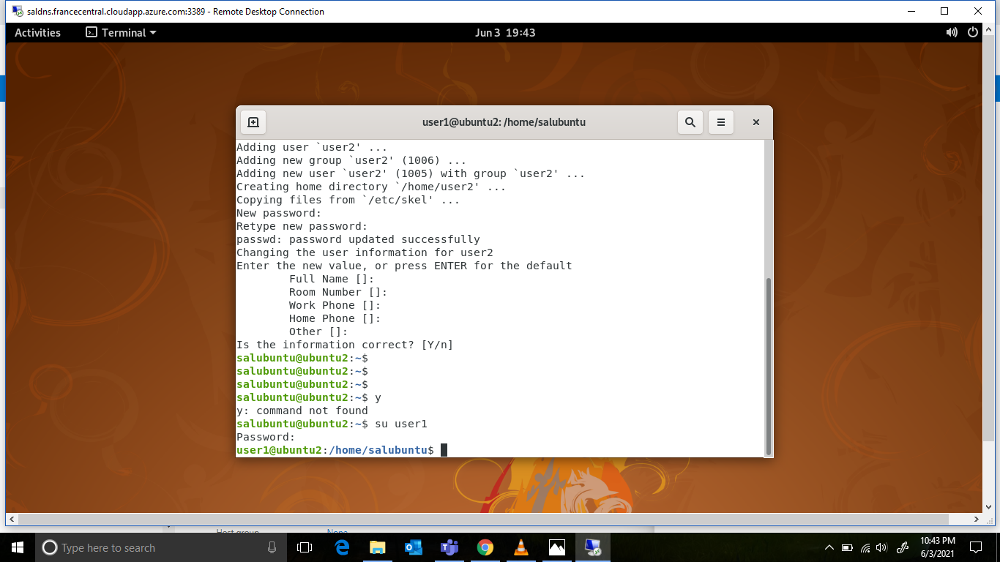 saldns.francecentral.cloudapp.azure.com:3389 - Remote Desktop Connection
Activities
Terminal
Jun 3 19:43
user1@ubuntu2: /home/salubuntu
Adding user `user2' ...
Adding new group `user2' (1006) ...
Adding new user `user2' (1005) with group `user2' ...
Creating home directory `/home/user2' ...
Copying files from `/etc/skel' ...
New password:
Retype new password:
passwd: password updated successfully
Changing the user information for user2
Enter the new value, or press ENTER for the default
Full Name []:
Room Number []:
Work Phone []:
Home Phone []:
Other []:
Is the information correct? [Y/n]
salubuntu@ubuntu2:~$
salubuntu@ubuntu2:~$
salubuntu@ubuntu2:~$
salubuntu@ubuntu2:~$ y
y: command not found
salubuntu@ubuntu2:~$ su user1
Password:
user1@ubuntu2:/home/salubuntu$
Host group
None
Type here to search
10:43 PM
6/3/2021